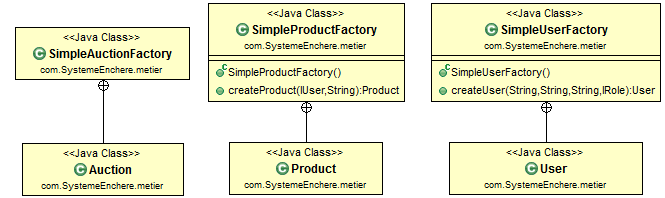 <<Java Class>>
SimpleAuctionFactory
com.SystemeEnchere.metier
<<Java Class>>
SimpleProductFactory
com.SystemeEnchere.metier
SimpleProductFactory()
createProduct(IUser,String):Product
<<Java Class>>
SimpleUserFactory
com.SystemeEnchere.metier
SimpleUserFactory()
createUser(String,String,String,IRole):User
<<Java Class>>
Auction
com.SystemeEnchere.metier
<<Java Class>>
Product
com.SystemeEnchere.metier
<<Java Class>>
User
com.SystemeEnchere.metier